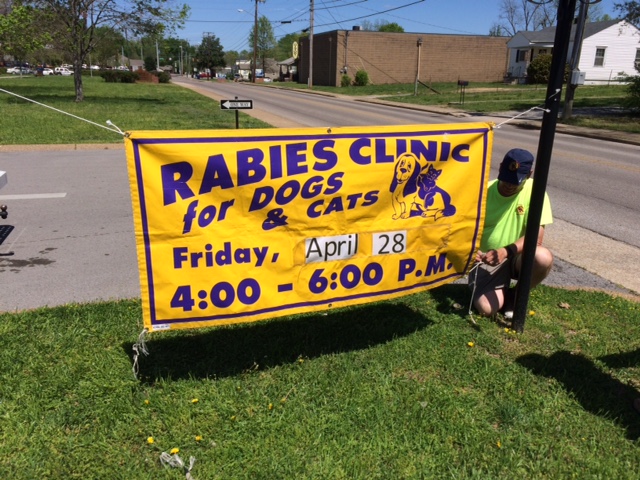 RABIES CLINIC
for DOGS
& CATS
Friday, April 28
4:00 - 6:00 P.M.